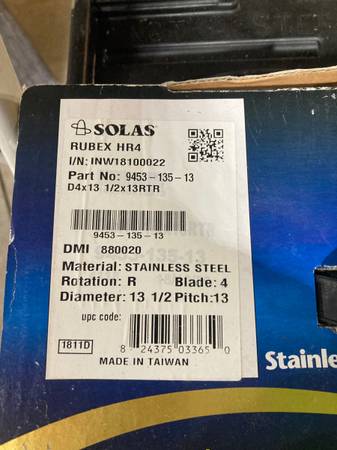 SOLAS
RUBEX HR4
I/N: INW18100022
Part No: 9453-135-13
D4x13 1/2x13RTR
9453-135-13
DMI 880020
Material: STAINLESS STEEL
Rotation: R Blade: 4
Diameter: 13 1/2 Pitch: 13
upc code:
8 24375 03365 0
1811D
MADE IN TAIWAN
Stainle